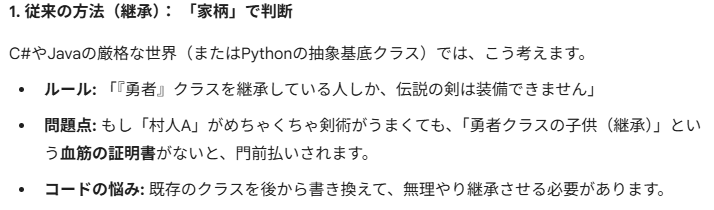 1. 従来の方法（継承）：「家柄」で判断
C#やJavaの厳格な世界（またはPythonの抽象基底クラス）では、こう考えます。
• ルール: 「『勇者』クラスを継承している人しか、伝説の剣は装備できません」
• 問題点: もし「村人A」がめちゃくちゃ剣術がうまくても、「勇者クラスの子供（継承）」とい
う血筋の証明書がないと、門前払いされます。
• コードの悩み: 既存のクラスを後から書き換えて、無理やり継承させる必要があります。